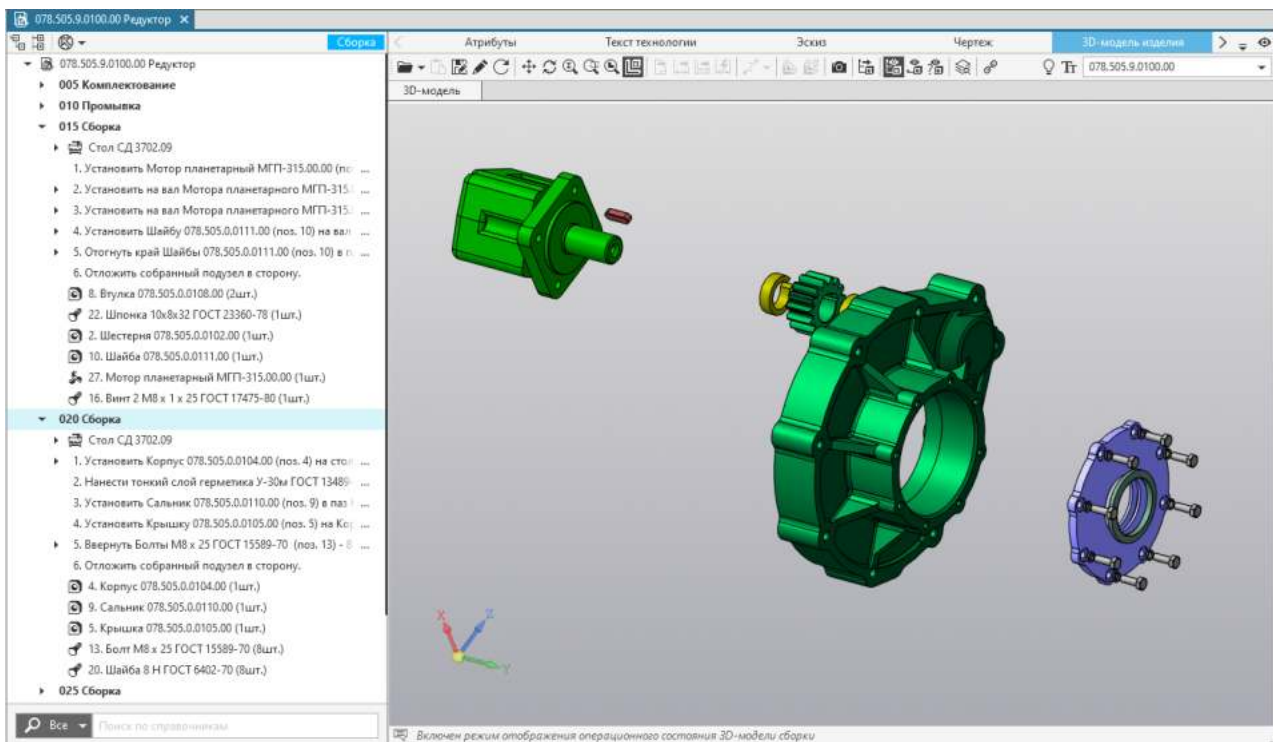 078.505.9.0100.00 Редуктор ×
Сборка
Атрибуты Текст технологии Эскиз Чертеж 3D-модель изделия
078.505.9.0100.00
3D-модель
078.505.9.0100.00 Редуктор
005 Комплектование
010 Промывка
015 Сборка
Стол СД 3702.09
1. Установить Мотор планетарный МГП-315.00.00 ...
2. Установить на вал Мотора планетарного МГП-315. ...
3. Установить на вал Мотора планетарного МГП-315. ...
4. Установить Шайбу 078.505.0.0111.00 (поз. 10) на вал ...
5. Отогнуть край Шайбы 078.505.0.0111.00 (поз. 10) в ...
6. Отложить собранный подузел в сторону.
8. Втулка 078.505.0.0108.00 (2шт.)
22. Шпонка 10x8x32 ГОСТ 23360-78 (1шт.)
2. Шестерня 078.505.0.0102.00 (1шт.)
10. Шайба 078.505.0.0111.00 (1шт.)
27. Мотор планетарный МГП-315.00.00 (1шт.)
16. Винт 2 М8 x 1 x 25 ГОСТ 17475-80 (1шт.)
020 Сборка
Стол СД 3702.09
1. Установить Корпус 078.505.0.0104.00 (поз. 4) на стол ...
2. Нанести тонкий слой герметика У-30м ГОСТ 13489- ...
3. Установить Сальник 078.505.0.0110.00 (поз. 9) в паз ...
4. Установить Крышку 078.505.0.0105.00 (поз. 5) на Кор ...
5. Ввернуть Болты М8 x 25 ГОСТ 15589-70 (поз. 13) - 8 ...
6. Отложить собранный подузел в сторону.
4. Корпус 078.505.0.0104.00 (1шт.)
9. Сальник 078.505.0.0110.00 (1шт.)
5. Крышка 078.505.0.0105.00 (1шт.)
13. Болт М8 x 25 ГОСТ 15589-70 (8шт.)
20. Шайба 8 Н ГОСТ 6402-70 (8шт.)
025 Сборка
X Z
Y
Все Поиск по справочникам
Включен режим отображения операционного состояния 3D-модели сборки